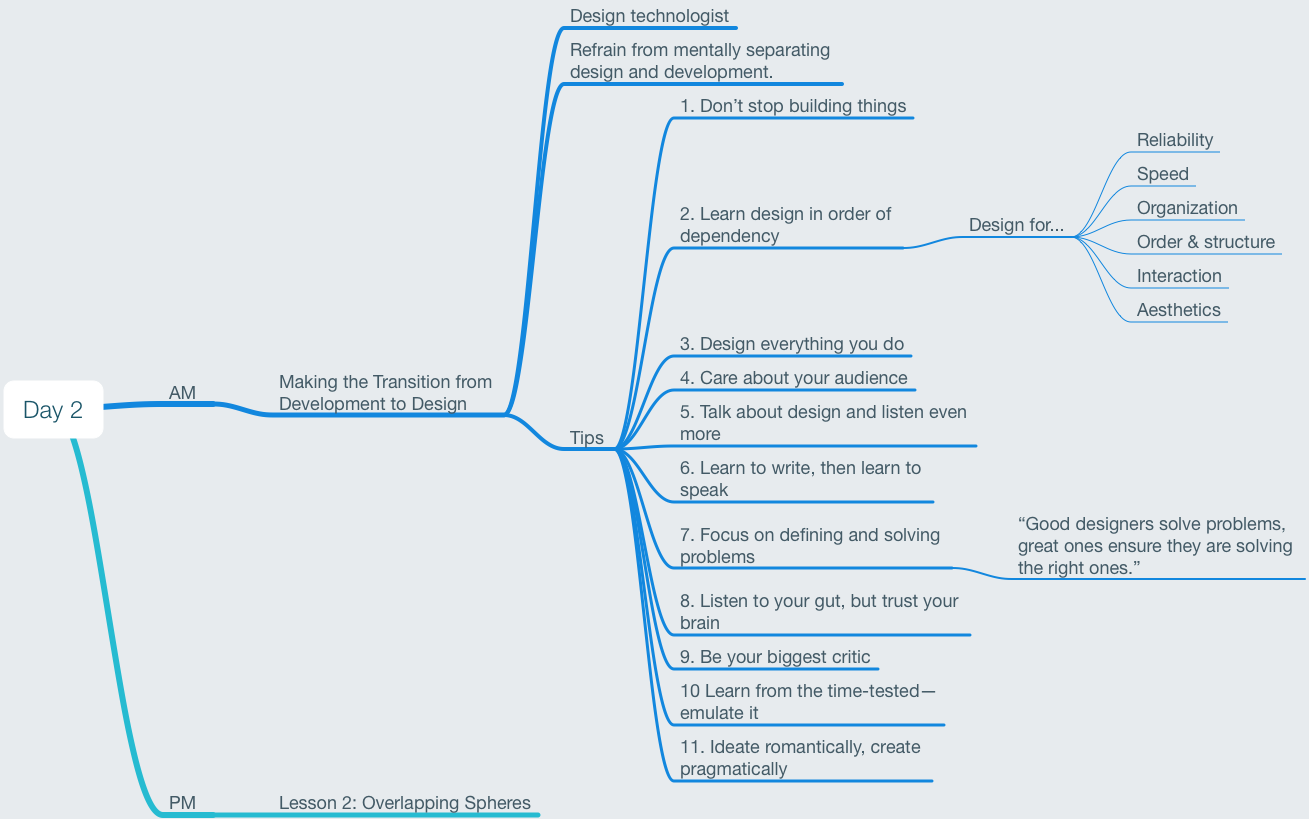 Day 2
AM
Making the Transition from
Development to Design
Design technologist
Refrain from mentally separating
design and development.
Tips
1. Don’t stop building things
2. Learn design in order of
dependency
Design for...
Reliability
Speed
Organization
Order & structure
Interaction
Aesthetics
3. Design everything you do
4. Care about your audience
5. Talk about design and listen even
more
6. Learn to write, then learn to
speak
7. Focus on defining and solving
problems
“Good designers solve problems,
great ones ensure they are solving
the right ones.”
8. Listen to your gut, but trust your
brain
9. Be your biggest critic
10 Learn from the time-tested—
emulate it
11. Ideate romantically, create
pragmatically
PM
Lesson 2: Overlapping Spheres